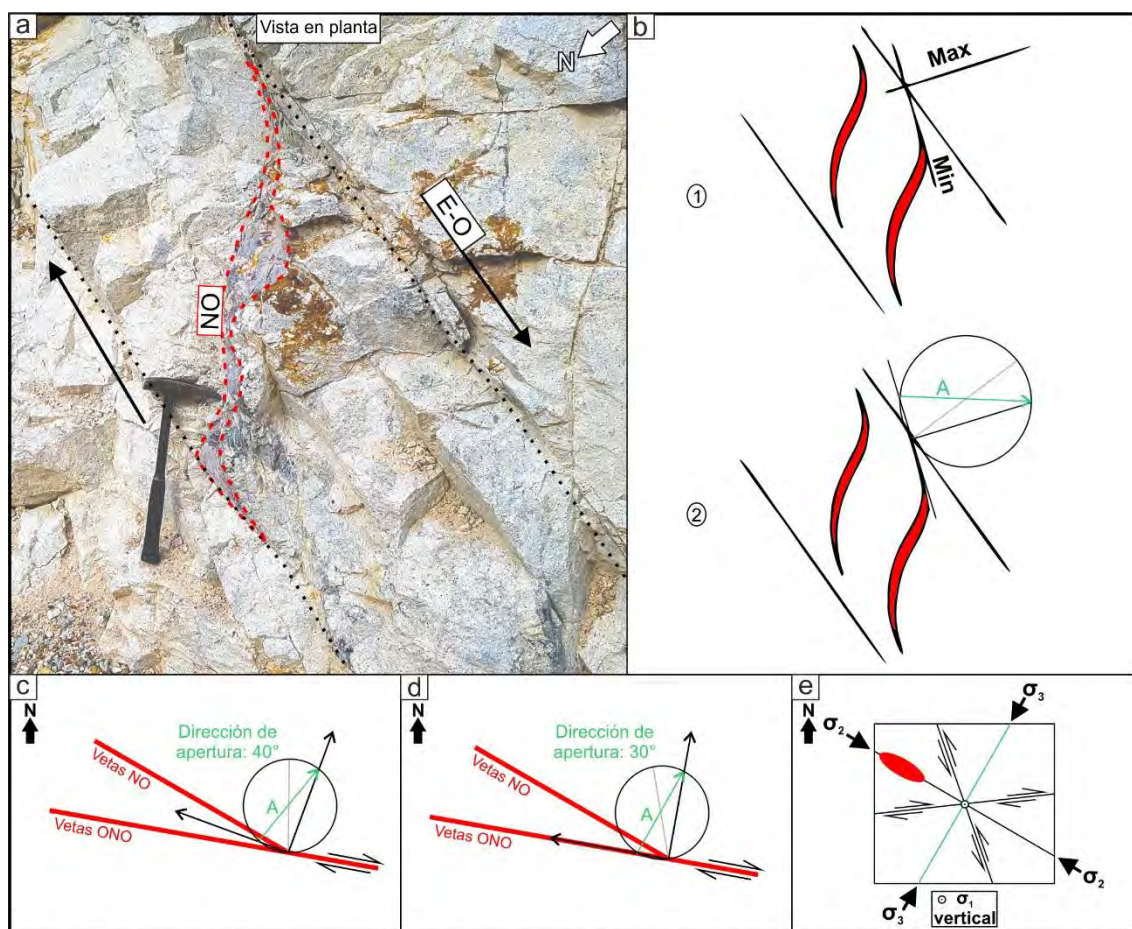 a
Vista en planta
N
E-O
NO
b
Max
Min
1
A
2
c
N
Dirección de
apertura: 40°
Vetas NO
A
Vetas ONO
d
N
Dirección de
apertura: 30°
Vetas NO
A
Vetas ONO
e
N
σ3
σ2
σ2
σ3
σ1
vertical